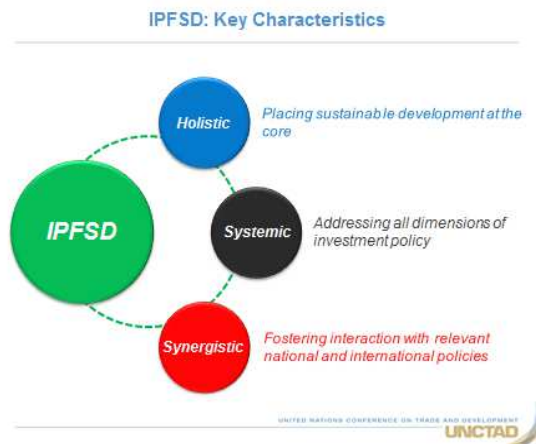 IPFSD: Key Characteristics
Holistic
Placing sustainable development at the
core
IPFSD
Systemic
Addressing all dimensions of
investment policy
Synergistic
Fostering interaction with relevant
national and international policies
UNITED NATIONS CONFERENCE ON TRADE AND DEVELOPMENT
UNCTAD